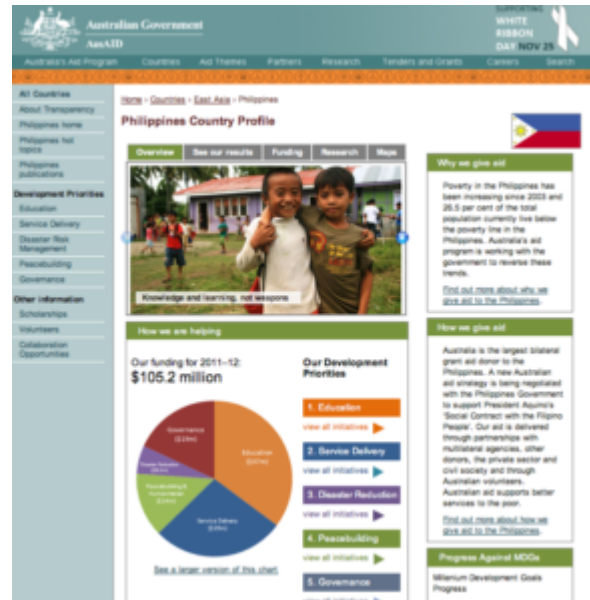 Australian Government
AusAID
SUPPORTING
WHITE
RIBBON
DAY NOV 25
Australia's Aid Program
Countries
Aid Themes
Partners
Research
Tenders and Grants
Careers
Search
All Countries
About Transparency
Philippines home
Philippines hot
topics
Philippines
publications
Development Priorities
Education
Service Delivery
Disaster Risk
Management
Peacebuilding
Governance
Other information
Scholarships
Volunteers
Collaboration
Opportunities
Home > Countries > East Asia > Philippines
Philippines Country Profile
Overview
See our results
Funding
Research
Maps
Knowledge and learning, not weapons
How we are helping
Our funding for 2011–12:
$105.2 million
Governance
Education
Service Delivery
Peacebuilding &
See a larger version of this chart
Our Development
Priorities
1. Education
view all initiatives
2. Service Delivery
view all initiatives
3. Disaster Reduction
view all initiatives
4. Peacebuilding
view all initiatives
5. Governance
Why we give aid
Poverty in the Philippines has
been increasing since 2003 and
26.5 per cent of the total
population currently live below
the poverty line in the
Philippines. Australia's aid
program is working with the
government to reverse these
trends.
Find out more about why we
give aid to the Philippines.
How we give aid
Australia is the largest bilateral
grant aid donor to the
Philippines. A new Australian
aid strategy is being negotiated
with the Philippines Government
to support President Aquino's
'Social Contract with the Filipino
People'. Our aid is delivered
through partnerships with
multilateral agencies, other
donors, the private sector and
civil society and through
Australian volunteers.
Australian aid supports better
services to the poor.
Find out more about how we
give aid to the Philippines.
Progress Against MDGs
Millenium Development Goals
Progress